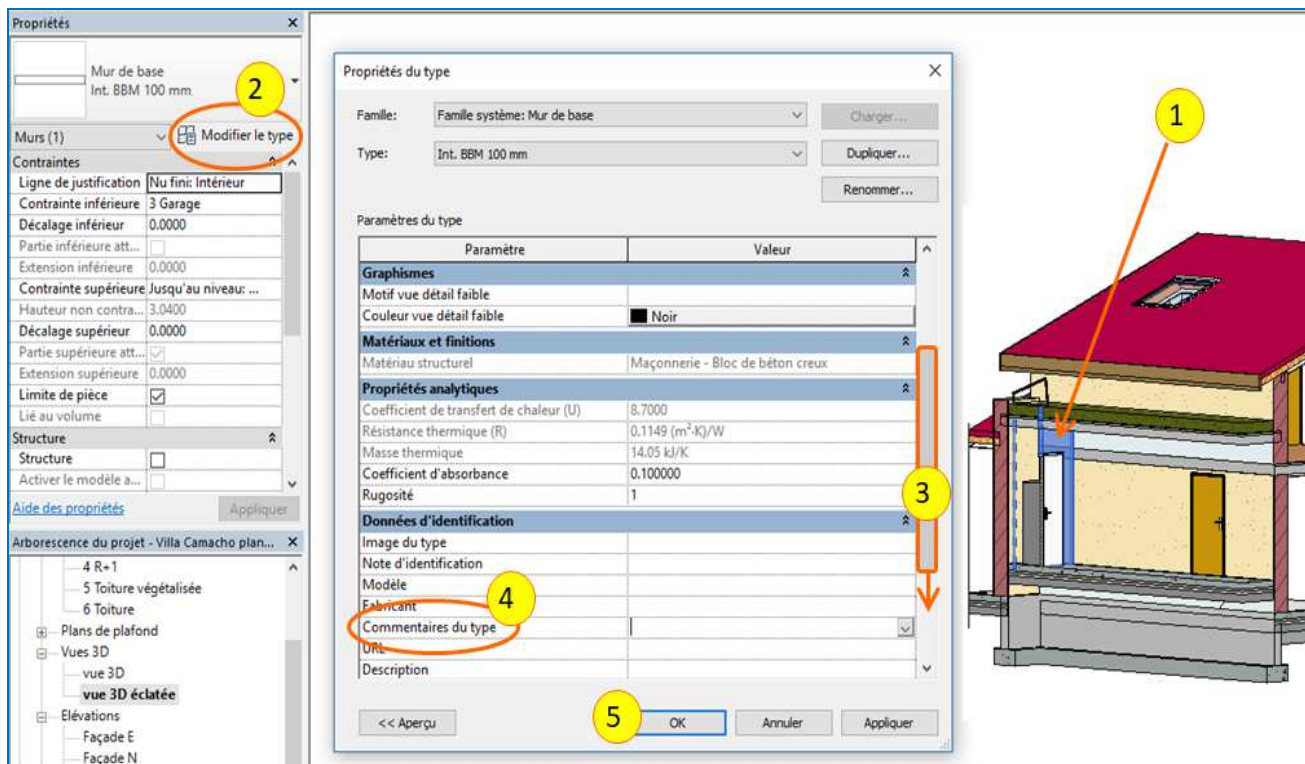 Propriétés
Mur de base
Int. BBM 100 mm
2
Murs (1)
Modifier le type
Contraintes
Ligne de justification Nu fini: Intérieur
Contrainte inférieure 3 Garage
Décalage inférieur 0.0000
Partie inférieure att...
Extension inférieure 0.0000
Contrainte supérieure Jusqu'au niveau: ...
Hauteur non contra... 3.0400
Décalage supérieur 0.0000
Partie supérieure att...
Extension supérieure 0.0000
Limite de pièce
Lié au volume
Structure
Structure
Activer le modèle a...
Aide des propriétés
Appliquer
Arborescence du projet - Villa Camacho plan...
4 R+1
5 Toiture végétalisée
6 Toiture
Plans de plafond
Vues 3D
vue 3D
vue 3D éclatée
Elévations
Façade E
Façade N
Propriétés du type
Famille: Famille système: Mur de base Charger...
Type: Int. BBM 100 mm Dupliquer...
Renommer...
Paramètres du type
Paramètre Valeur
Graphismes
Motif vue détail faible
Couleur vue détail faible Noir
Matériaux et finitions
Matériau structurel Maçonnerie - Bloc de béton creux
Propriétés analytiques
Coefficient de transfert de chaleur (U) 8.7000
Résistance thermique (R) 0.1149 (m²·K)/W
Masse thermique 14.05 kJ/K
Coefficient d'absorbance 0.100000
Rugosité 1
3
Données d'identification
Image du type
Note d'identification
Modèle
Fabricant
4
Commentaires du type
URL
Description
<< Aperçu
5
OK
Annuler
Appliquer
1